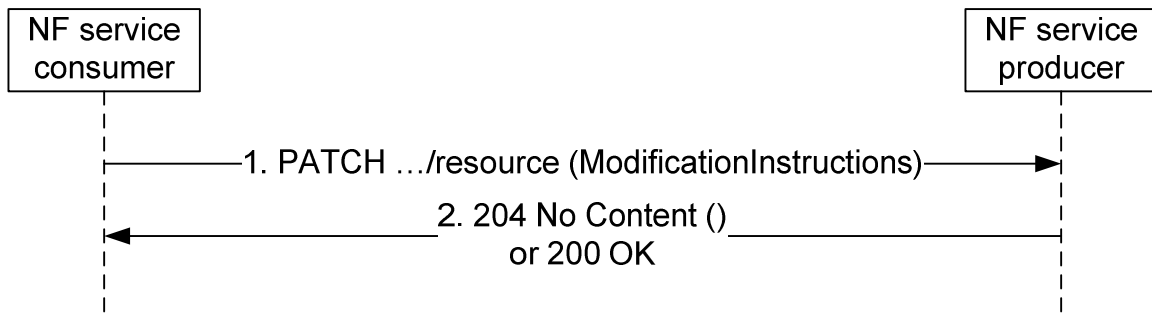 NF service
consumer
NF service
producer
1. PATCH …/resource (ModificationInstructions)
2. 204 No Content ()
or 200 OK